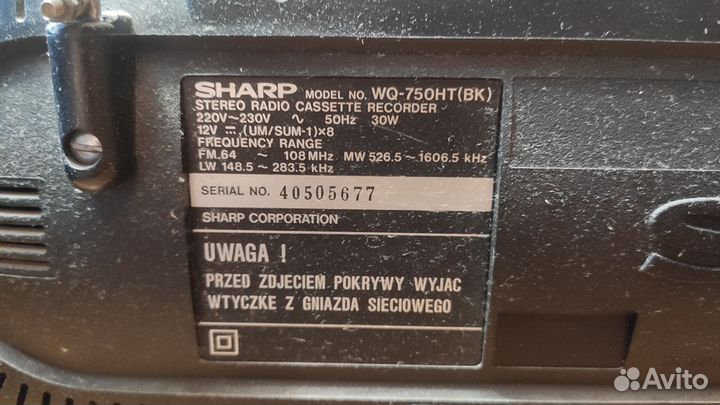 SHARP MODEL NO. WQ-750HT(BK)
STEREO RADIO CASSETTE RECORDER
220V~230V ∿ 50Hz 30W
12V ⎓,(UM/SUM-1)×8
FREQUENCY RANGE
FM.64 ~ 108MHz MW 526.5~1606.5 kHz
LW 148.5~283.5 kHz
SERIAL NO. 40505677
SHARP CORPORATION
UWAGA !
PRZED ZDJECIEM POKRYWY WYJAC
WTYCZKE Z GNIAZDA SIECIOWEGO
Avito